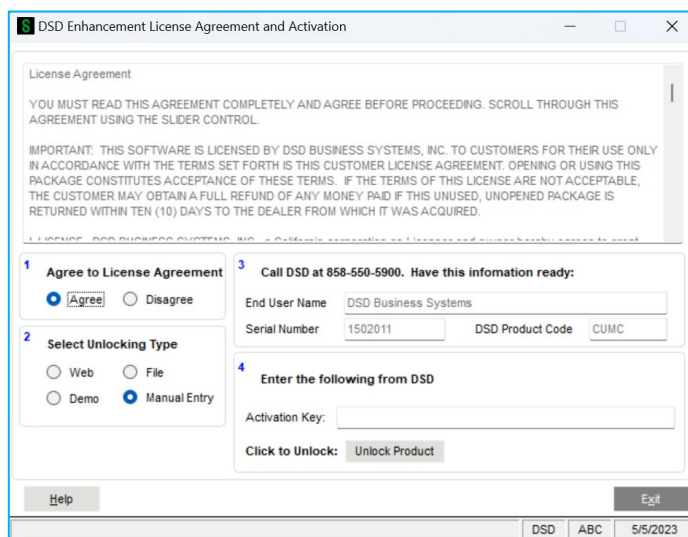 DSD Enhancement License Agreement and Activation
License Agreement
YOU MUST READ THIS AGREEMENT COMPLETELY AND AGREE BEFORE PROCEEDING. SCROLL THROUGH THIS
AGREEMENT USING THE SLIDER CONTROL.
IMPORTANT: THIS SOFTWARE IS LICENSED BY DSD BUSINESS SYSTEMS, INC. TO CUSTOMERS FOR THEIR USE ONLY
IN ACCORDANCE WITH THE TERMS SET FORTH IS THIS CUSTOMER LICENSE AGREEMENT. OPENING OR USING THIS
PACKAGE CONSTITUTES ACCEPTANCE OF THESE TERMS. IF THE TERMS OF THIS LICENSE ARE NOT ACCEPTABLE,
THE CUSTOMER MAY OBTAIN A FULL REFUND OF ANY MONEY PAID IF THIS UNUSED, UNOPENED PACKAGE IS
RETURNED WITHIN TEN (10) DAYS TO THE DEALER FROM WHICH IT WAS ACQUIRED.
1 Agree to License Agreement
Agree Disagree
2 Select Unlocking Type
Web File
Demo Manual Entry
3 Call DSD at 858-550-5900. Have this infomation ready:
End User Name DSD Business Systems
Serial Number 1502011 DSD Product Code CUMC
4 Enter the following from DSD
Activation Key:
Click to Unlock: Unlock Product
Help Exit
DSD ABC 5/5/2023